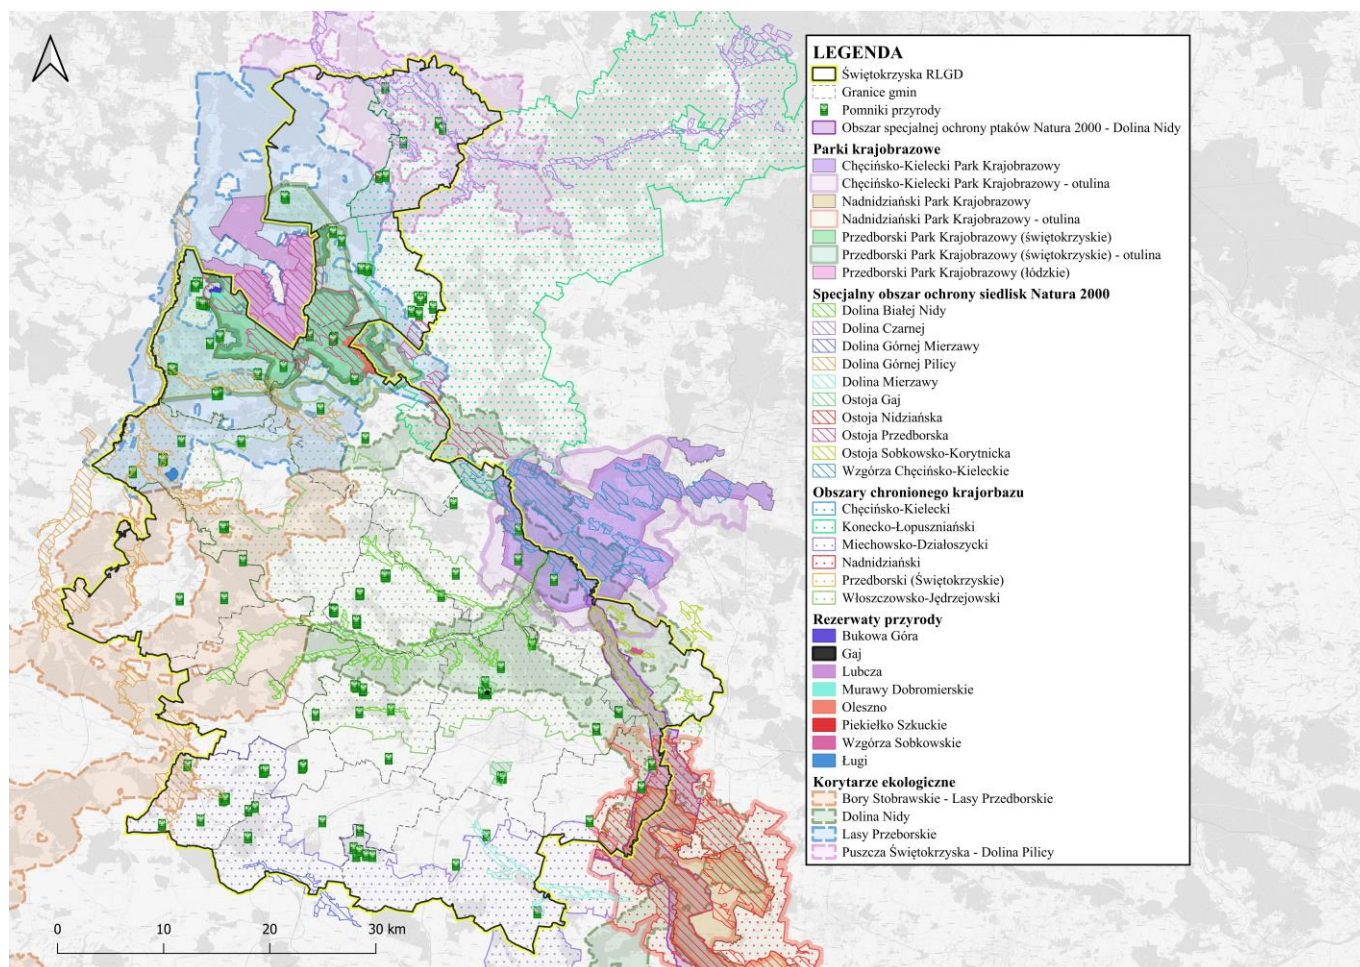 LEGENDA
Świętokrzyska RLGD
Granice gmin
Pomniki przyrody
Obszar specjalnej ochrony ptaków Natura 2000 - Dolina Nidy
Parki krajobrazowe
Chęcińsko-Kielecki Park Krajobrazowy
Chęcińsko-Kielecki Park Krajobrazowy - otulina
Nadnidziański Park Krajobrazowy
Nadnidziański Park Krajobrazowy - otulina
Przedborski Park Krajobrazowy (świętokrzyskie)
Przedborski Park Krajobrazowy (świętokrzyskie) - otulina
Przedborski Park Krajobrazowy (łódzkie)
Specjalny obszar ochrony siedlisk Natura 2000
Dolina Białej Nidy
Dolina Czarnej
Dolina Górnej Mierzawy
Dolina Górnej Pilicy
Dolina Mierzawy
Ostoja Gaj
Ostoja Nidziańska
Ostoja Przedborska
Ostoja Sobkowsko-Korytnicka
Wzgórza Chęcińsko-Kieleckie
Obszary chronionego krajorbazu
Chęcińsko-Kielecki
Konecko-Łopuszniański
Miechowsko-Działoszycki
Nadnidziański
Przedborski (Świętokrzyskie)
Włoszczowsko-Jędrzejowski
Rezerwaty przyrody
Bukowa Góra
Gaj
Lubcza
Murawy Dobromierskie
Oleszno
Piekiełko Szkuckie
Wzgórza Sobkowskie
Ługi
Korytarze ekologiczne
Bory Stobrawskie - Lasy Przedborskie
Dolina Nidy
Lasy Przeborskie
Puszcza Świętokrzyska - Dolina Pilicy
0 10 20 30 km